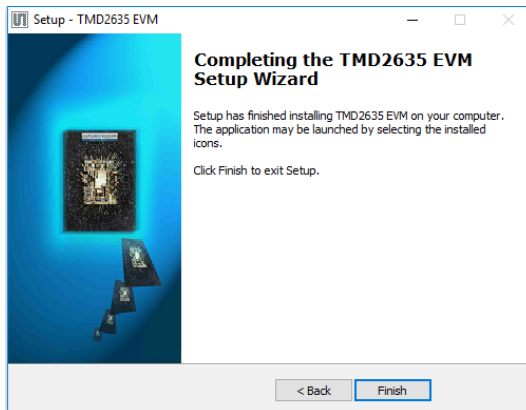 Setup - TMD2635 EVM
Completing the TMD2635 EVM
Setup Wizard
Setup has finished installing TMD2635 EVM on your computer.
The application may be launched by selecting the installed
icons.
Click Finish to exit Setup.
< Back
Finish